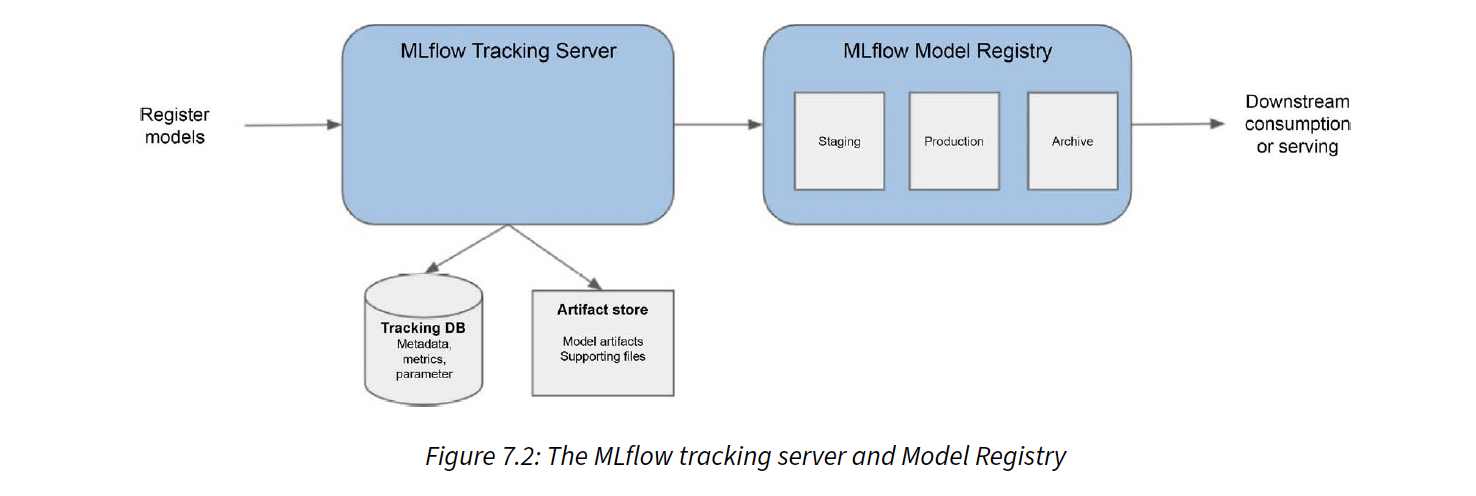 MLflow Tracking Server
MLflow Model Registry
Register
models
Staging
Production
Archive
Downstream
consumption
or serving
Tracking DB
Metadata,
metrics,
parameter
Artifact store
Model artifacts
Supporting files
Figure 7.2: The MLflow tracking server and Model Registry